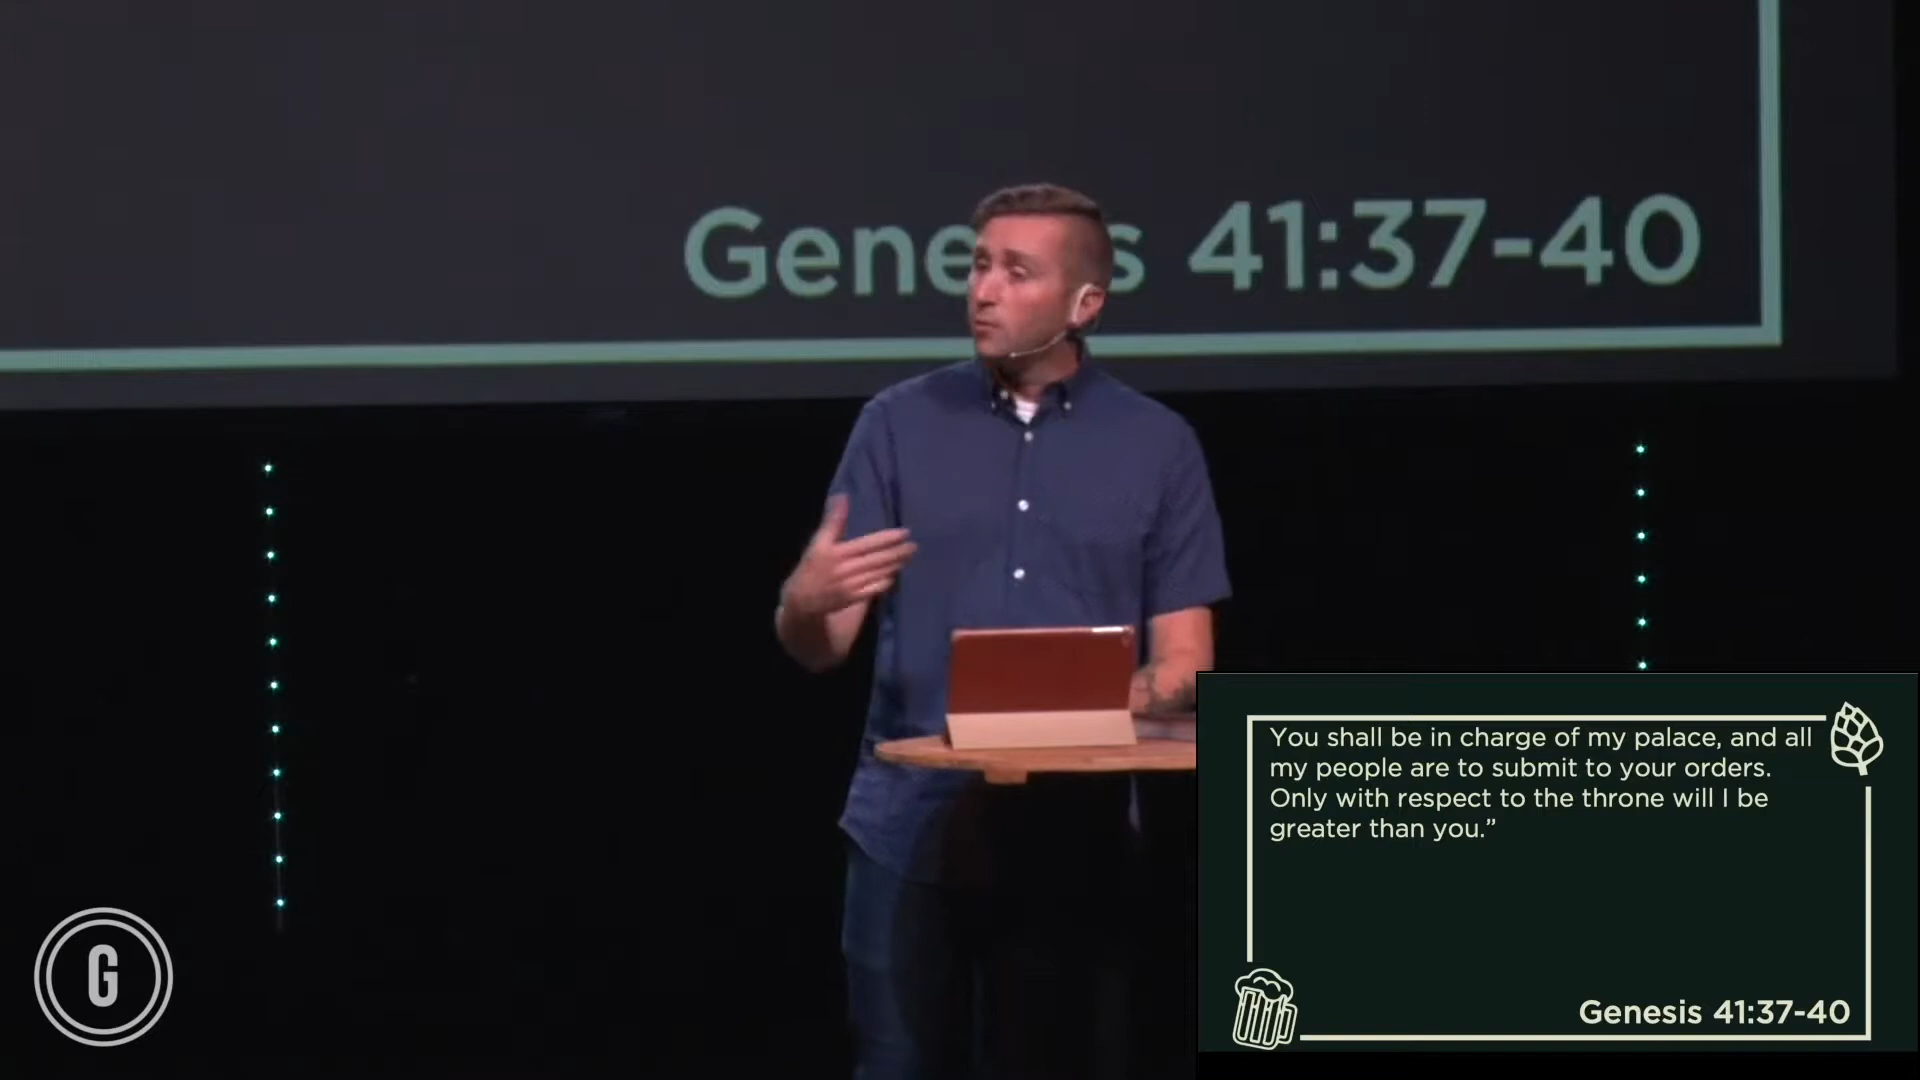 Genesis 41:37-40
You shall be in charge of my palace, and all
my people are to submit to your orders.
Only with respect to the throne will I be
greater than you.”
Genesis 41:37-40
G